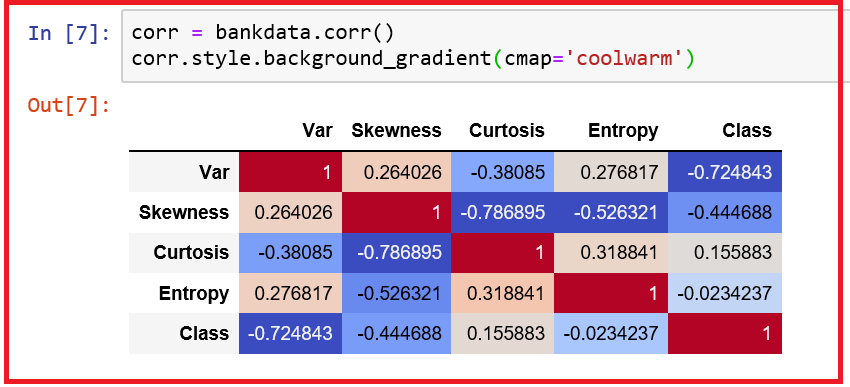 In [7]: corr = bankdata.corr()
corr.style.background_gradient(cmap='coolwarm')
Out[7]:
Var Skewness Curtosis Entropy Class
Var 1 0.264026 -0.38085 0.276817 -0.724843
Skewness 0.264026 1 -0.786895 -0.526321 -0.444688
Curtosis -0.38085 -0.786895 1 0.318841 0.155883
Entropy 0.276817 -0.526321 0.318841 1 -0.0234237
Class -0.724843 -0.444688 0.155883 -0.0234237 1